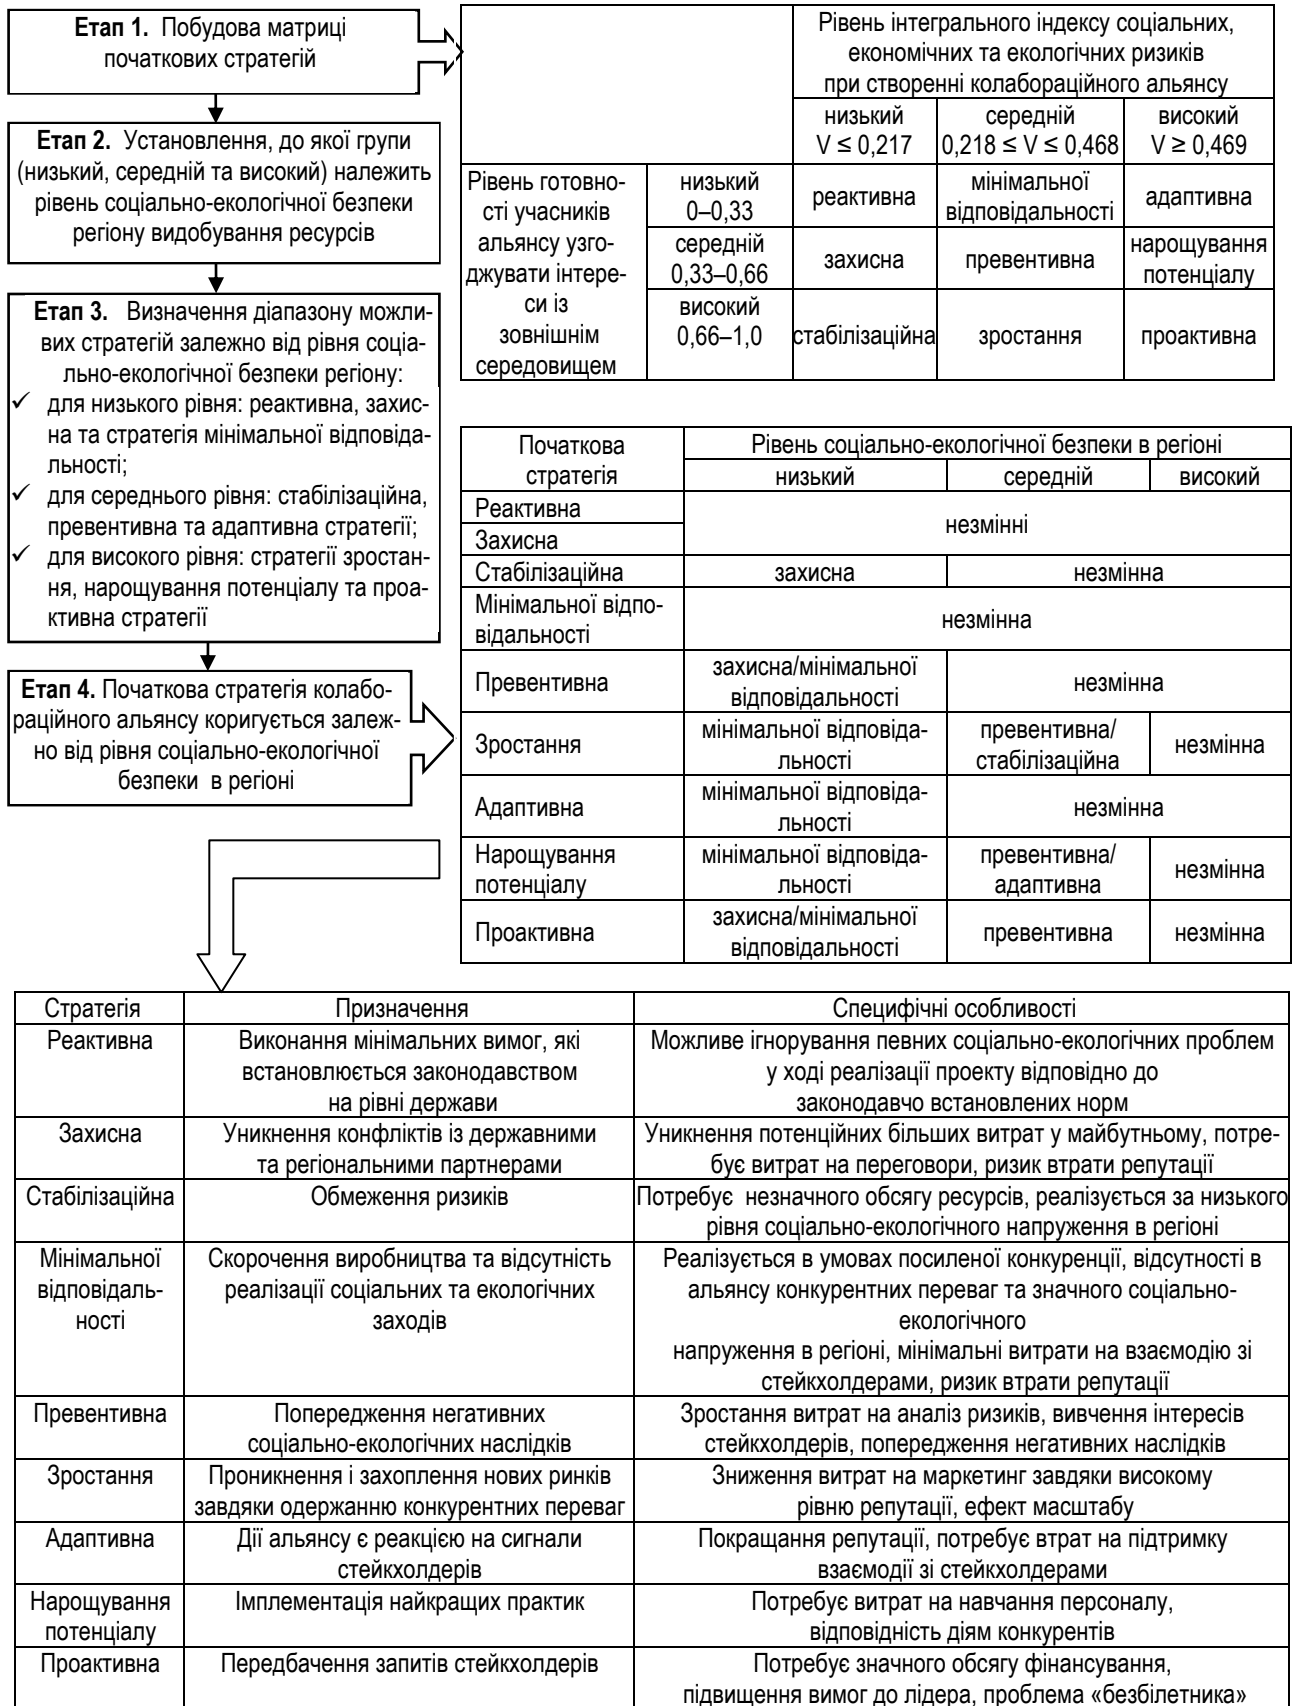 Етап 1. Побудова матриці
початкових стратегій
Етап 2. Установлення, до якої групи
(низький, середній та високий) належить
рівень соціально-екологічної безпеки
регіону видобування ресурсів
Етап 3. Визначення діапазону можли-
вих стратегій залежно від рівня соціа-
льно-екологічної безпеки регіону:
✓ для низького рівня: реактивна, захис-
на та стратегія мінімальної відповіда-
льності;
✓ для середнього рівня: стабілізаційна,
превентивна та адаптивна стратегії;
✓ для високого рівня: стратегії зростан-
ня, нарощування потенціалу та проа-
ктивна стратегії
Етап 4. Початкова стратегія колабо-
раційного альянсу коригується залеж-
но від рівня соціально-екологічної
безпеки в регіоні
Рівень інтегрального індексу соціальних,
економічних та екологічних ризиків
при створенні колабораційного альянсу
низький середній високий
V ≤ 0,217 0,218 ≤ V ≤ 0,468 V ≥ 0,469
Рівень готовно-
сті учасників
альянсу узго-
джувати інтере-
си із
зовнішнім
середовищем
низький
0–0,33
реактивна
мінімальної
відповідальності
адаптивна
середній
0,33–0,66
захисна
превентивна
нарощування
потенціалу
високий
0,66–1,0
стабілізаційна
зростання
проактивна
Початкова
стратегія
Рівень соціально-екологічної безпеки в регіоні
низький середній високий
Реактивна
Захисна
незмінні
Стабілізаційна захисна незмінна
Мінімальної відпо-
відальності
незмінна
Превентивна
захисна/мінімальної
відповідальності
незмінна
Зростання
мінімальної відповіда-
льності
превентивна/
стабілізаційна
незмінна
Адаптивна
мінімальної відповіда-
льності
незмінна
Нарощування
потенціалу
мінімальної відповіда-
льності
превентивна/
адаптивна
незмінна
Проактивна
захисна/мінімальної
відповідальності
превентивна
незмінна
Стратегія Призначення Специфічні особливості
Реактивна
Виконання мінімальних вимог, які
встановлюється законодавством
на рівні держави
Можливе ігнорування певних соціально-екологічних проблем
у ході реалізації проекту відповідно до
законодавчо встановлених норм
Захисна
Уникнення конфліктів із державними
та регіональними партнерами
Уникнення потенційних більших витрат у майбутньому, потре-
бує витрат на переговори, ризик втрати репутації
Стабілізаційна
Обмеження ризиків
Потребує незначного обсягу ресурсів, реалізується за низького
рівня соціально-екологічного напруження в регіоні
Мінімальної
відповідаль-
ності
Скорочення виробництва та відсутність
реалізації соціальних та екологічних
заходів
Реалізується в умовах посиленої конкуренції, відсутності в
альянсу конкурентних переваг та значного соціально-
екологічного
напруження в регіоні, мінімальні витрати на взаємодію зі
стейкхолдерами, ризик втрати репутації
Превентивна
Попередження негативних
соціально-екологічних наслідків
Зростання витрат на аналіз ризиків, вивчення інтересів
стейкхолдерів, попередження негативних наслідків
Зростання
Проникнення і захоплення нових ринків
завдяки одержанню конкурентних переваг
Зниження витрат на маркетинг завдяки високому
рівню репутації, ефект масштабу
Адаптивна
Дії альянсу є реакцією на сигнали
стейкхолдерів
Покращання репутації, потребує втрат на підтримку
взаємодії зі стейкхолдерами
Нарощування
потенціалу
Імплементація найкращих практик
Потребує витрат на навчання персоналу,
відповідність діям конкурентів
Проактивна
Передбачення запитів стейкхолдерів
Потребує значного обсягу фінансування,
підвищення вимог до лідера, проблема «безбілетника»